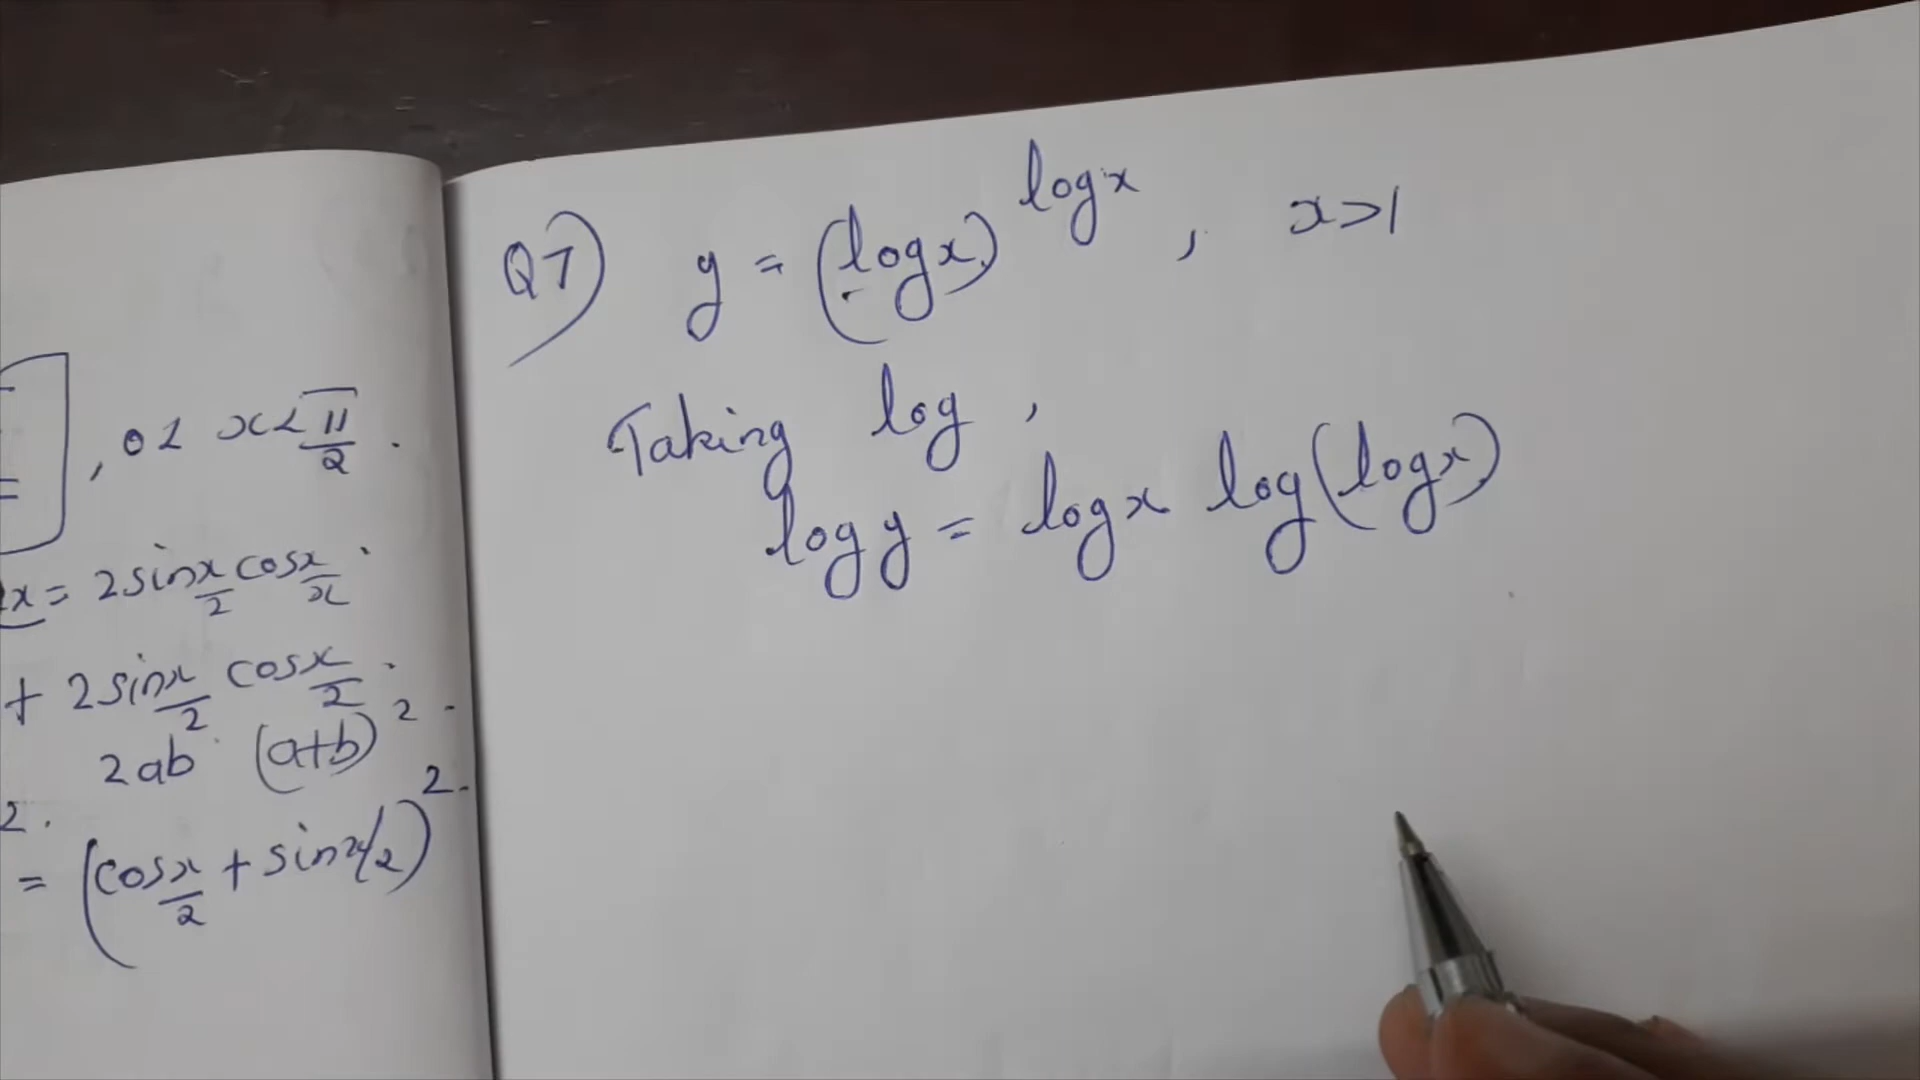 , 0 < x < π/2 .
x = 2 sin x/2 cos x/x
+ 2 sin x/2 cos x/2 .
2ab (a+b)^2 .
2 .
= (cos x/2 + sin x/2)^2 .
Q7) y = (log x)^log x , x > 1
Taking log ,
log y = log x log(log x)